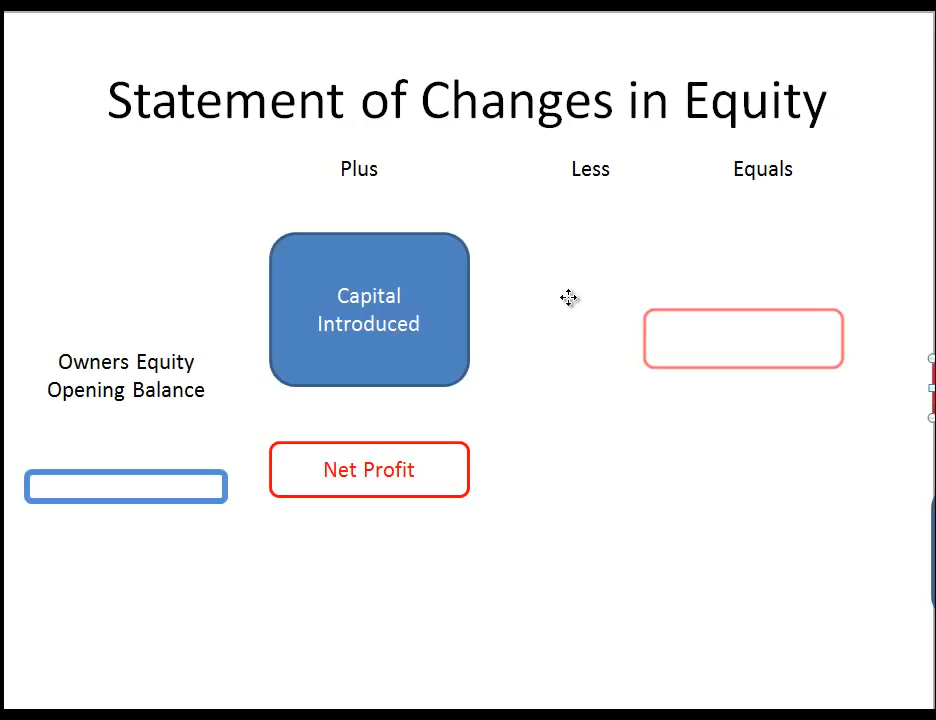 Statement of Changes in Equity
Plus
Less
Equals
Capital
Introduced
Owners Equity
Opening Balance
Net Profit